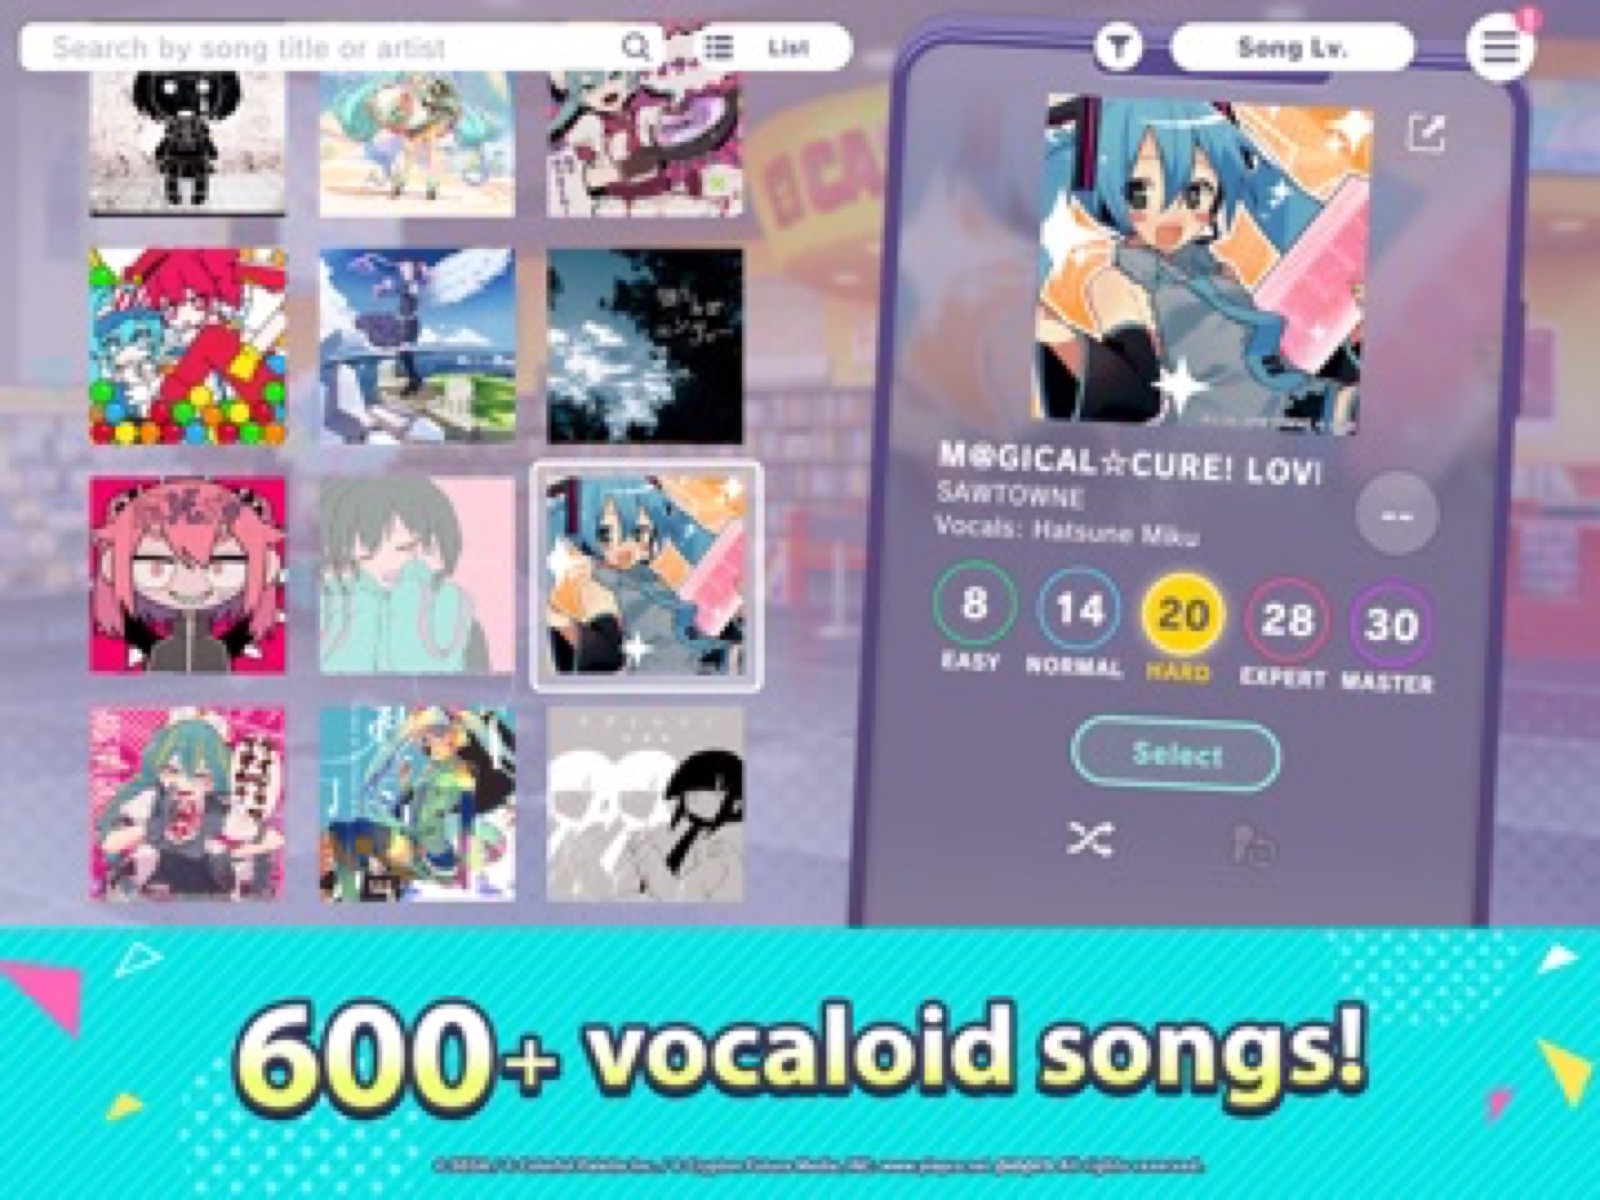 Search by song title or artist
List
Song Lv.
M@GICAL☆CURE! LOV
SAWTOWNE
Vocals: Hatsune Miku
--
8
14
20
28
30
EASY
NORMAL
HARD
EXPERT
MASTER
Select
600+ vocaloid songs!